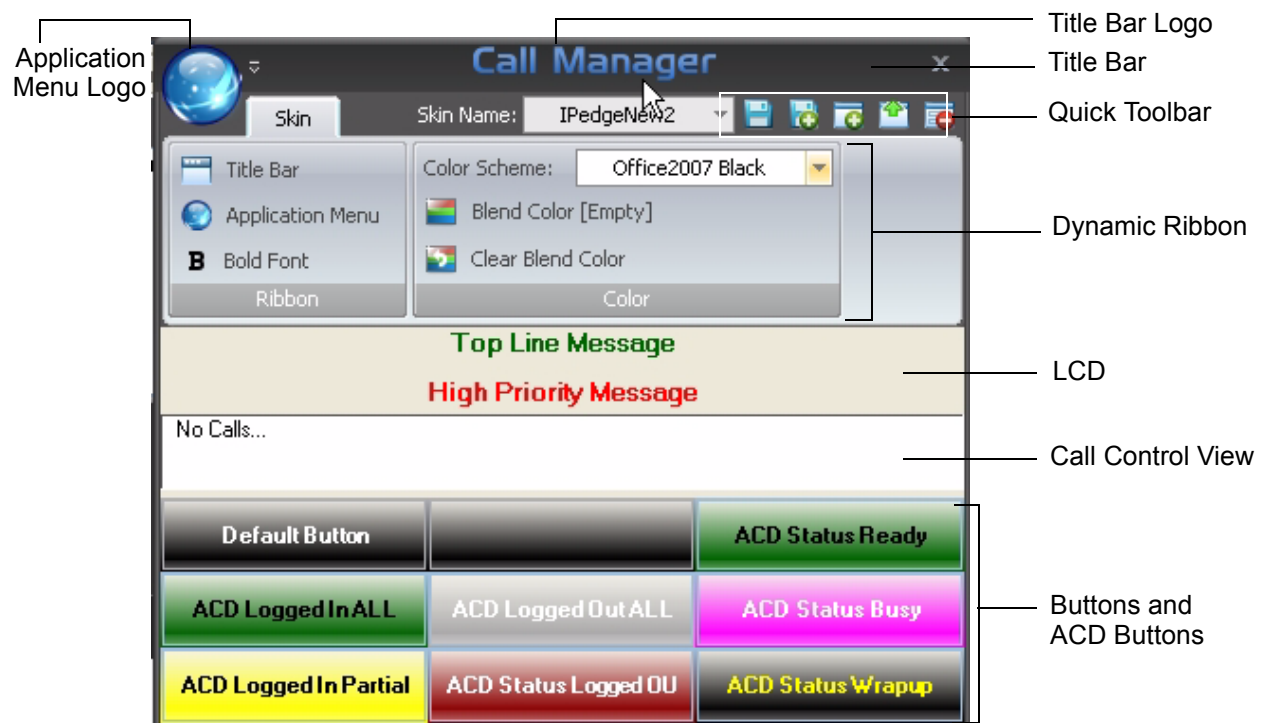 Title Bar Logo
Application
Menu Logo
Call Manager
x
Title Bar
Skin
Skin Name:
IPedgeNew2
Quick Toolbar
Title Bar
Application Menu
B Bold Font
Ribbon
Color Scheme:
Office2007 Black
Blend Color [Empty]
Clear Blend Color
Color
Dynamic Ribbon
Top Line Message
High Priority Message
LCD
No Calls...
Call Control View
Default Button
ACD Status Ready
ACD Logged In ALL
ACD Logged Out ALL
ACD Status Busy
Buttons and
ACD Buttons
ACD Logged In Partial
ACD Status Logged OU
ACD Status Wrapup